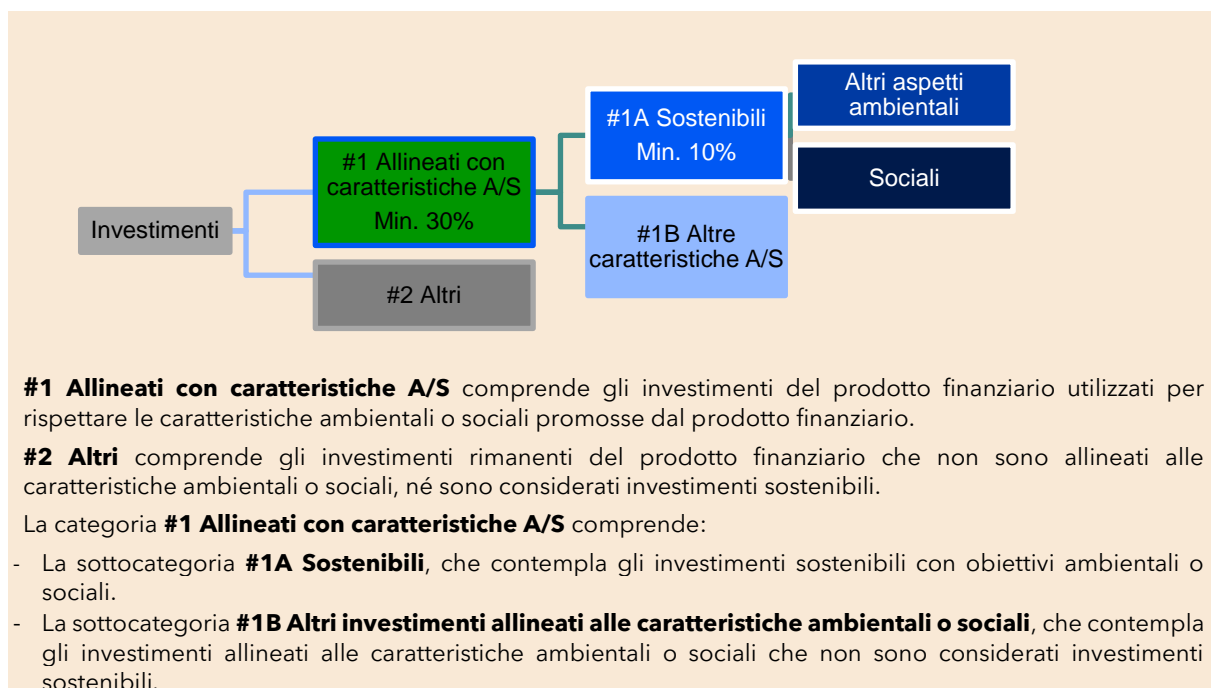 Investimenti
#1 Allineati con
caratteristiche A/S
Min. 30%
#2 Altri
#1A Sostenibili
Min. 10%
#1B Altre
caratteristiche A/S
Altri aspetti
ambientali
Sociali
#1 Allineati con caratteristiche A/S comprende gli investimenti del prodotto finanziario utilizzati per
rispettare le caratteristiche ambientali o sociali promosse dal prodotto finanziario.
#2 Altri comprende gli investimenti rimanenti del prodotto finanziario che non sono allineati alle
caratteristiche ambientali o sociali, né sono considerati investimenti sostenibili.
La categoria #1 Allineati con caratteristiche A/S comprende:
- La sottocategoria #1A Sostenibili, che contempla gli investimenti sostenibili con obiettivi ambientali o
sociali.
- La sottocategoria #1B Altri investimenti allineati alle caratteristiche ambientali o sociali, che contempla
gli investimenti allineati alle caratteristiche ambientali o sociali che non sono considerati investimenti
sostenibili.